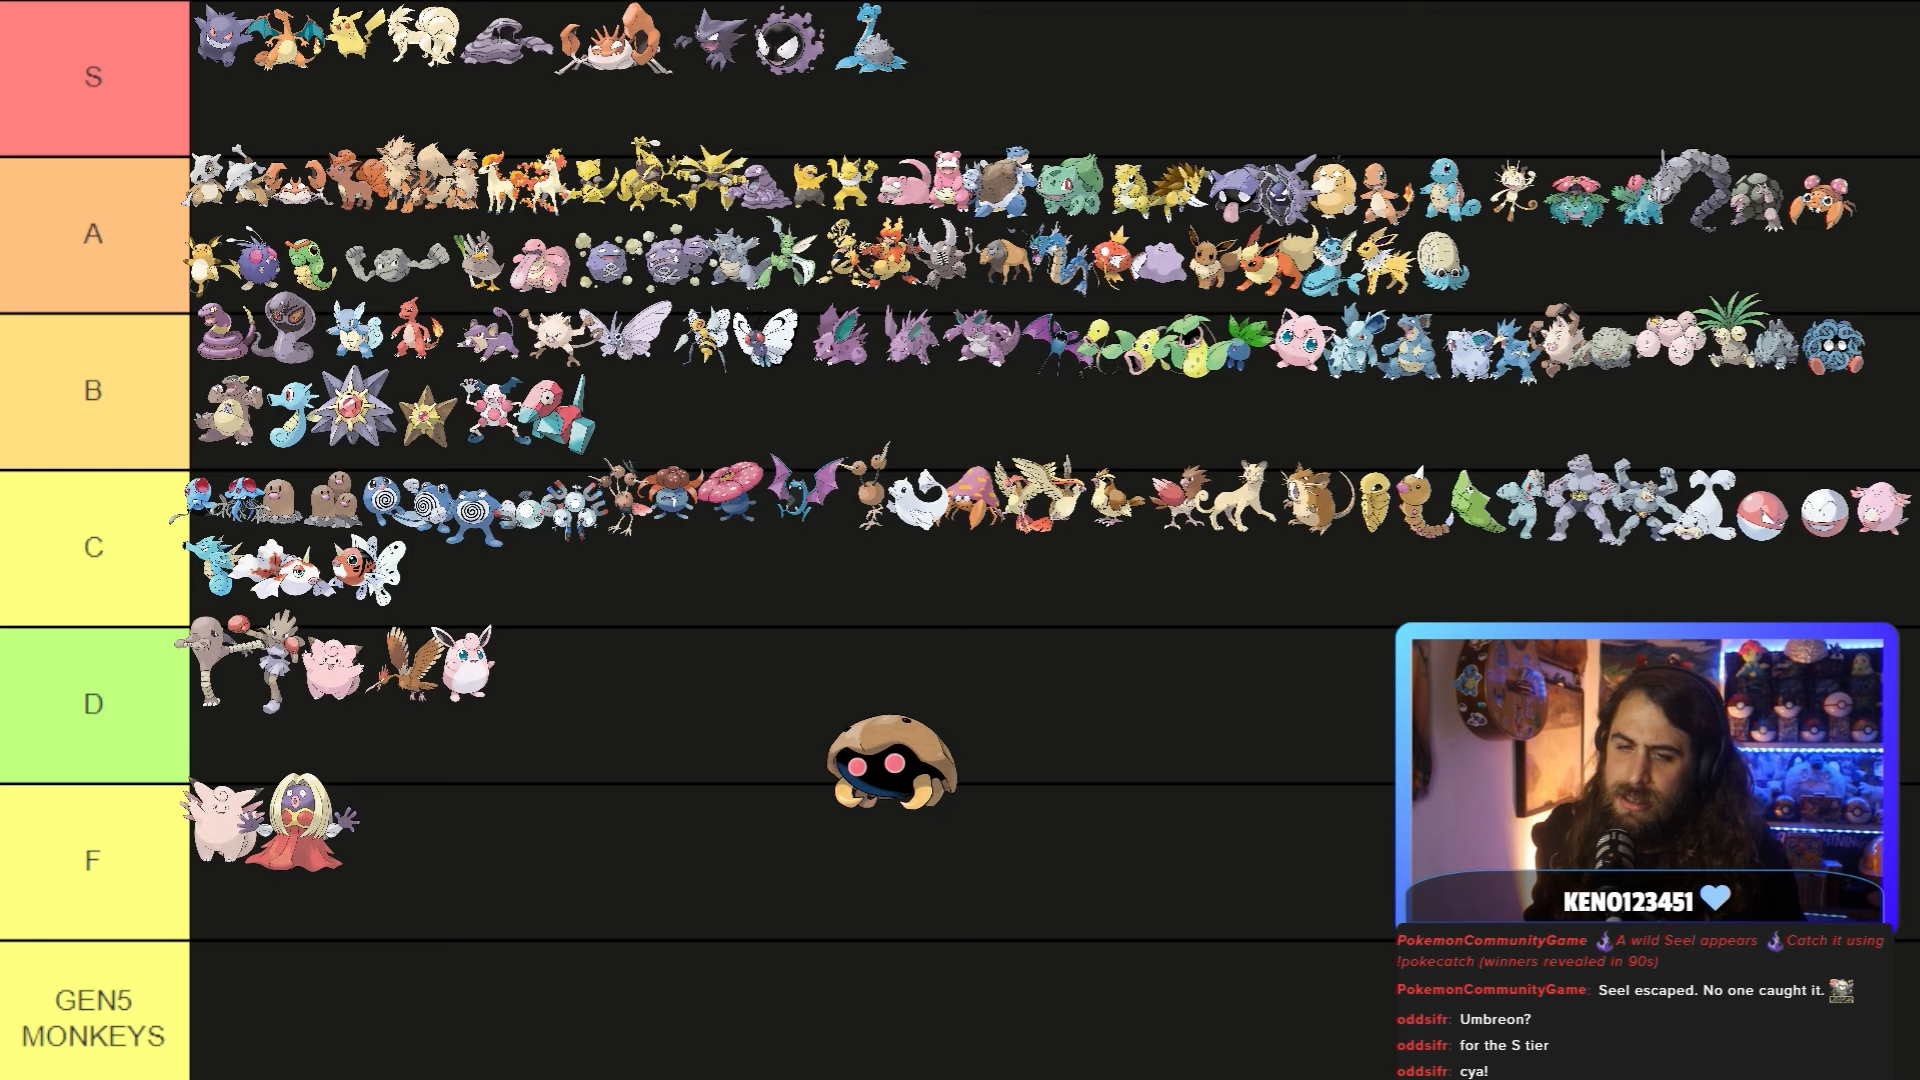 S
A
B
C
D
F
GEN5
MONKEYS
KENO123451
PokemonCommunityGame A wild Seel appears Catch it using
!pokecatch (winners revealed in 90s)
PokemonCommunityGame: Seel escaped. No one caught it.
oddsifr: Umbreon?
oddsifr: for the S tier
oddsifr: cya!